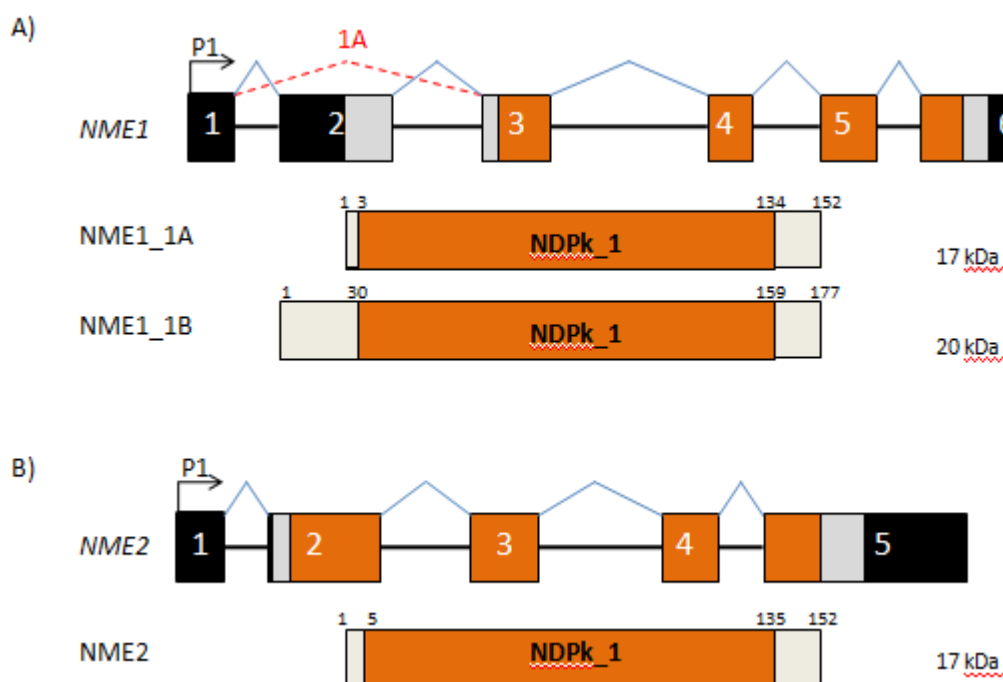 A)
P1
1A
NME1 1 2 3 4 5 6
1 3 134 152
NME1_1A NDPk_1 17 kDa
1 30 159 177
NME1_1B NDPk_1 20 kDa
B)
P1
NME2 1 2 3 4 5
1 5 135 152
NME2 NDPk_1 17 kDa